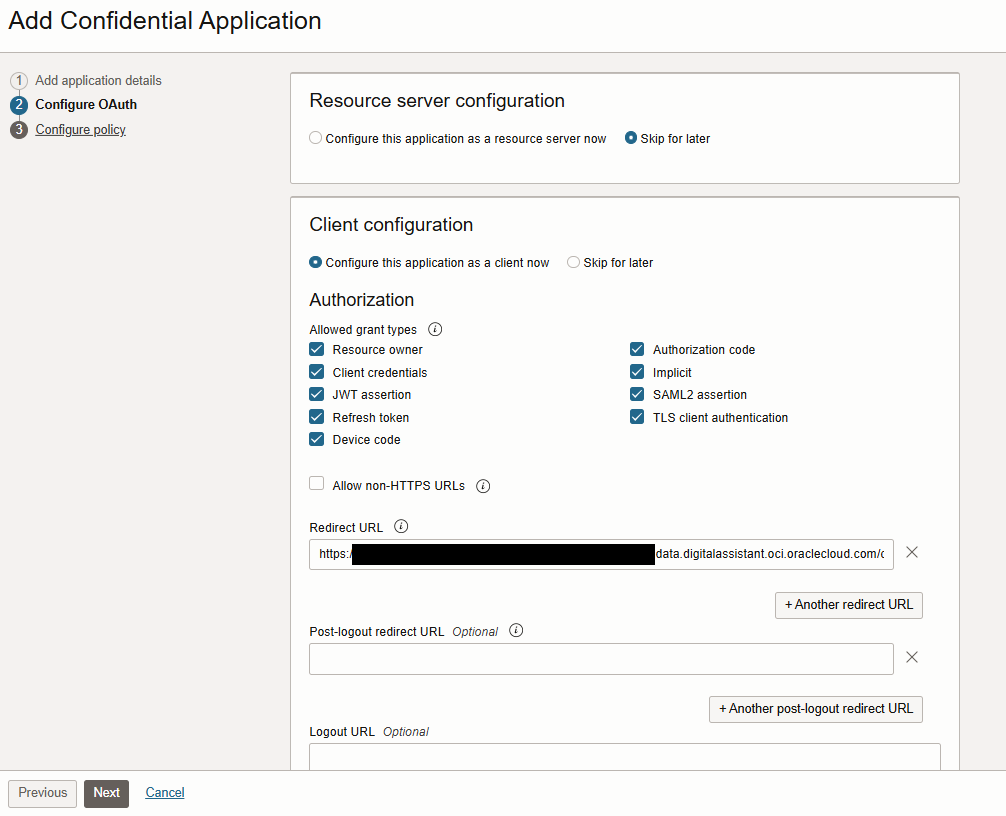 Add Confidential Application
1 Add application details
2 Configure OAuth
3 Configure policy
Resource server configuration
Configure this application as a resource server now Skip for later
Client configuration
Configure this application as a client now Skip for later
Authorization
Allowed grant types i
Resource owner Authorization code
Client credentials Implicit
JWT assertion SAML2 assertion
Refresh token TLS client authentication
Device code
Allow non-HTTPS URLs i
Redirect URL i
https:/ data.digitalassistant.oci.oraclecloud.com/
+ Another redirect URL
Post-logout redirect URL Optional i
+ Another post-logout redirect URL
Logout URL Optional
Previous Next Cancel